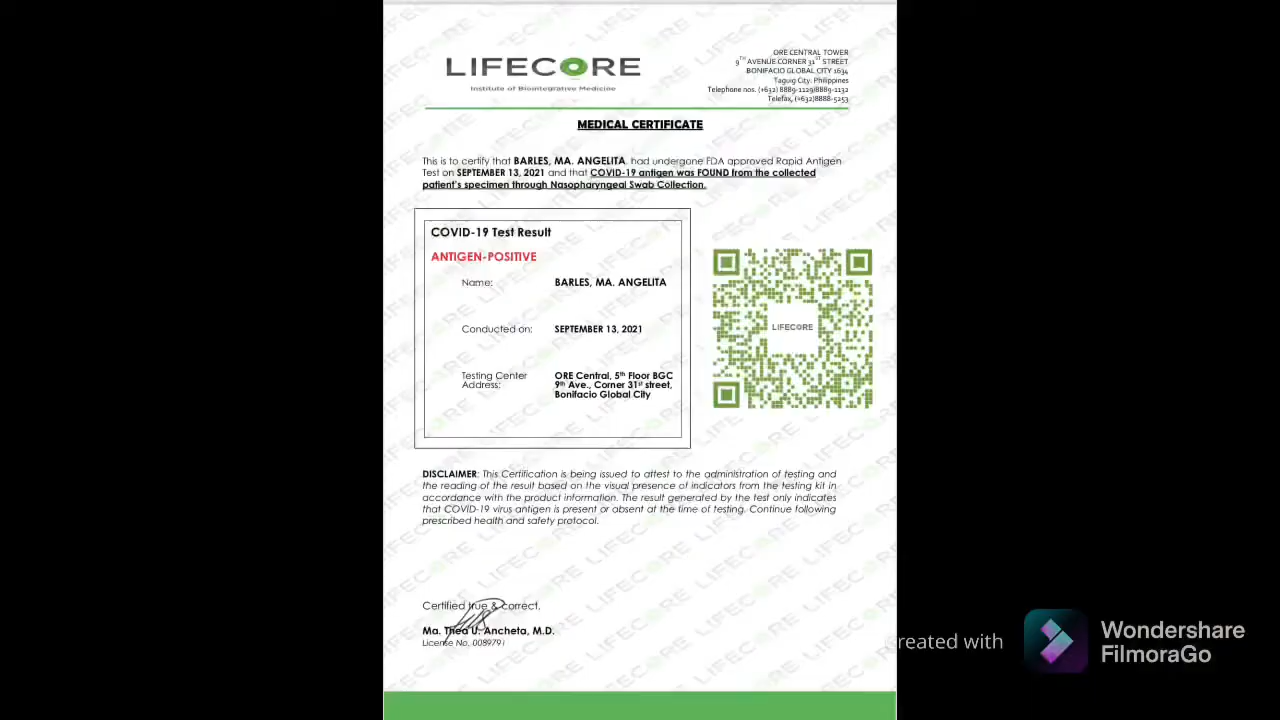 LIFECORE
Institute of Biointegrative Medicine
ORE CENTRAL TOWER
9TH AVENUE CORNER 31ST STREET
BONIFACIO GLOBAL CITY 1634
Taguig City, Philippines
Telephone nos. (+632) 8889-1129/8889-1132
Telefax, (+632)8888-5253
MEDICAL CERTIFICATE
This is to certify that BARLES, MA. ANGELITA, had undergone FDA approved Rapid Antigen
Test on SEPTEMBER 13, 2021 and that COVID-19 antigen was FOUND from the collected
patient's specimen through Nasopharyngeal Swab Collection.
COVID-19 Test Result
ANTIGEN-POSITIVE
Name: BARLES, MA. ANGELITA
Conducted on: SEPTEMBER 13, 2021
Testing Center ORE Central, 5th Floor BGC
Address: 9th Ave., Corner 31st street,
Bonifacio Global City
LIFECORE
DISCLAIMER: This Certification is being issued to attest to the administration of testing and
the reading of the result based on the visual presence of indicators from the testing kit in
accordance with the product information. The result generated by the test only indicates
that COVID-19 virus antigen is present or absent at the time of testing. Continue following
prescribed health and safety protocol.
Certified true & correct,
Ma. Thea U. Ancheta, M.D.
License No. 0089791
reated with
Wondershare
FilmoraGo